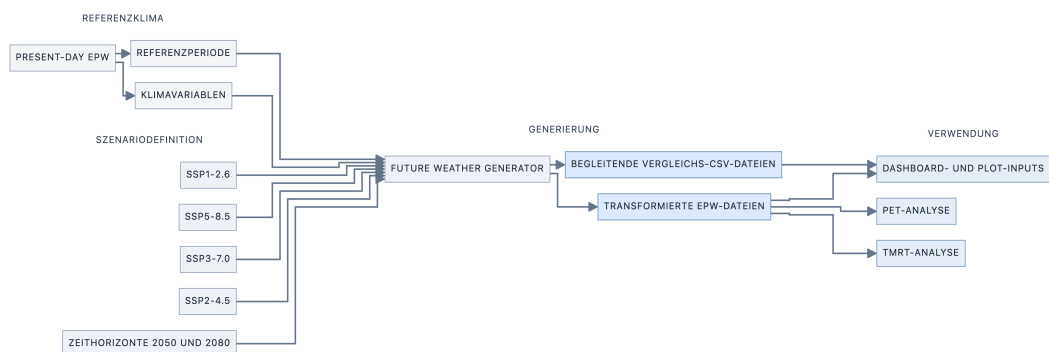 REFERENZKLIMA
PRESENT-DAY EPW
REFERENZPERIODE
KLIMAVARIABLEN
SZENARIODEFINITION
SSP1-2.6
SSP5-8.5
SSP3-7.0
SSP2-4.5
ZEITHORIZONTE 2050 UND 2080
FUTURE WEATHER GENERATOR
GENERIERUNG
BEGLEITENDE VERGLEICHS-CSV-DATEIEN
TRANSFORMIERTE EPW-DATEIEN
VERWENDUNG
DASHBOARD- UND PLOT-INPUTS
PET-ANALYSE
TMRT-ANALYSE